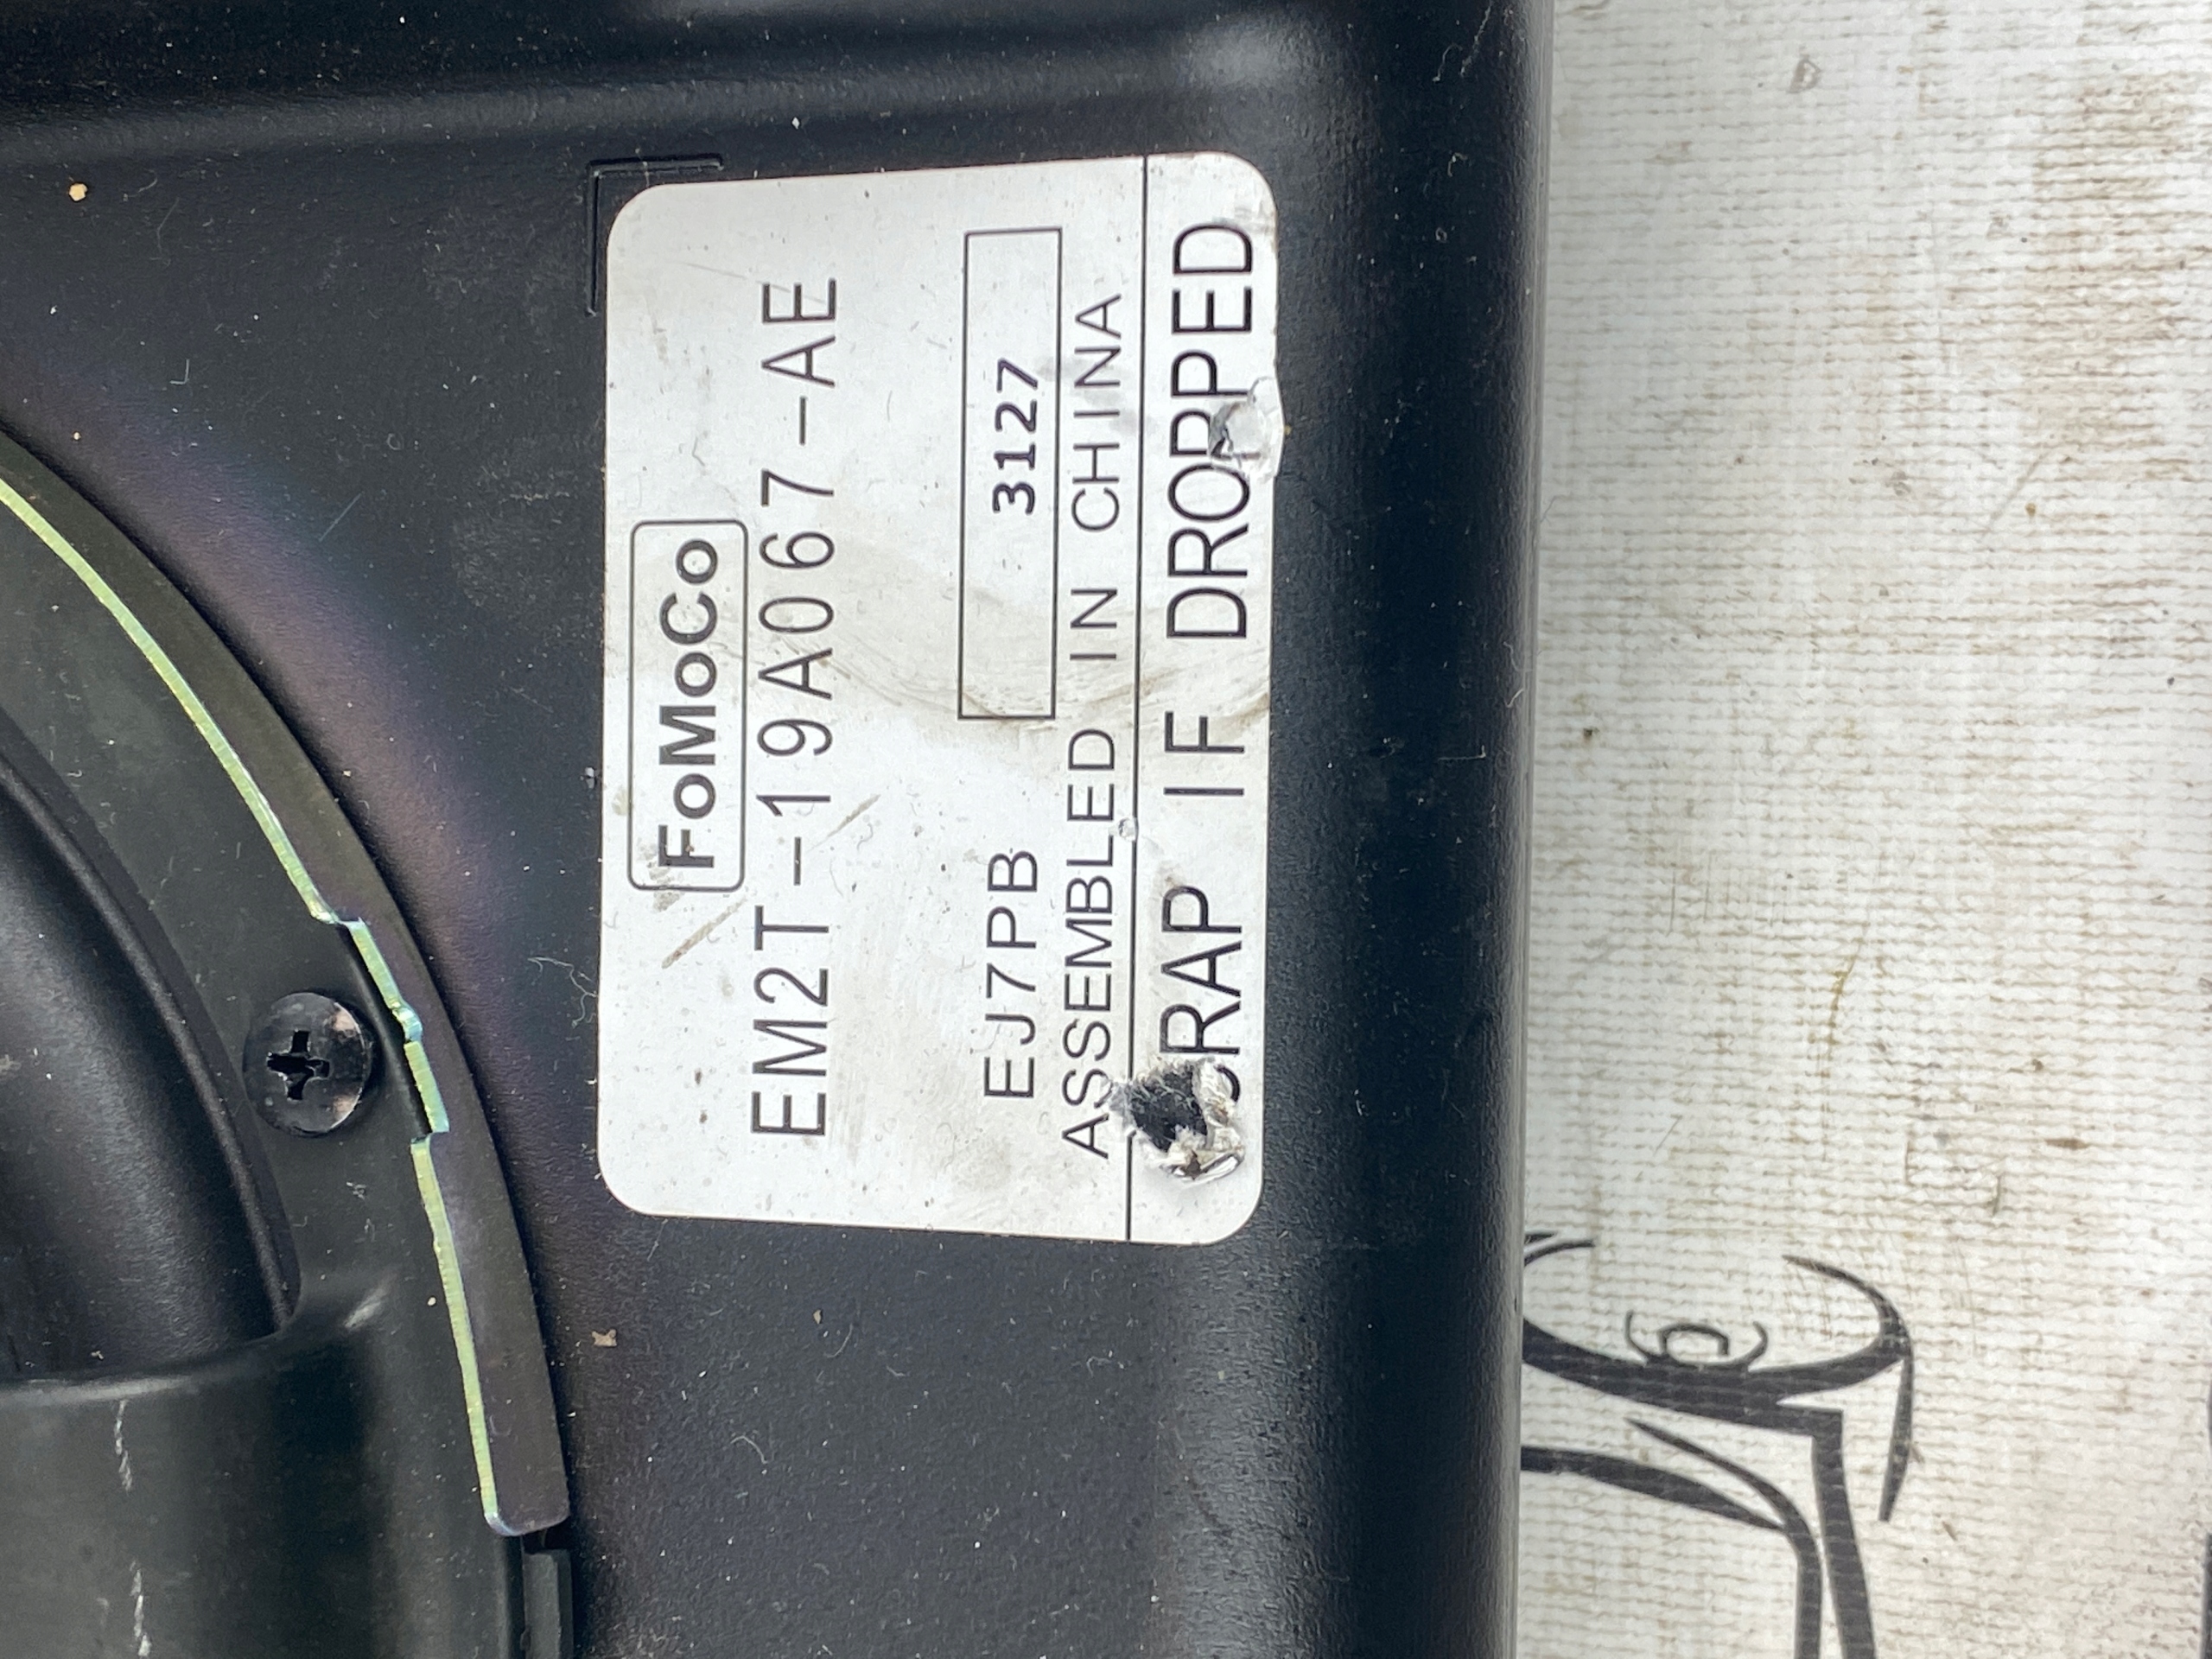 FoMoCo
EM2T-19A067-AE
EJ7PB 3127
ASSEMBLED IN CHINA
SCRAP IF DROPPED